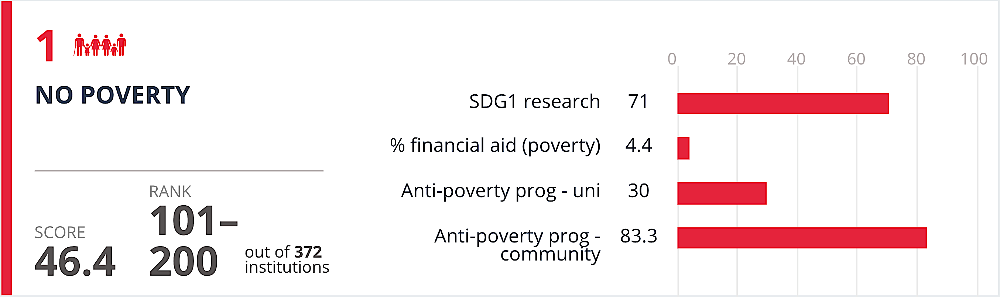 1
NO POVERTY
SCORE
46.4
RANK
101–
200
out of 372
institutions
0 20 40 60 80 100
SDG1 research 71
% financial aid (poverty) 4.4
Anti-poverty prog - uni 30
Anti-poverty prog - 83.3
community